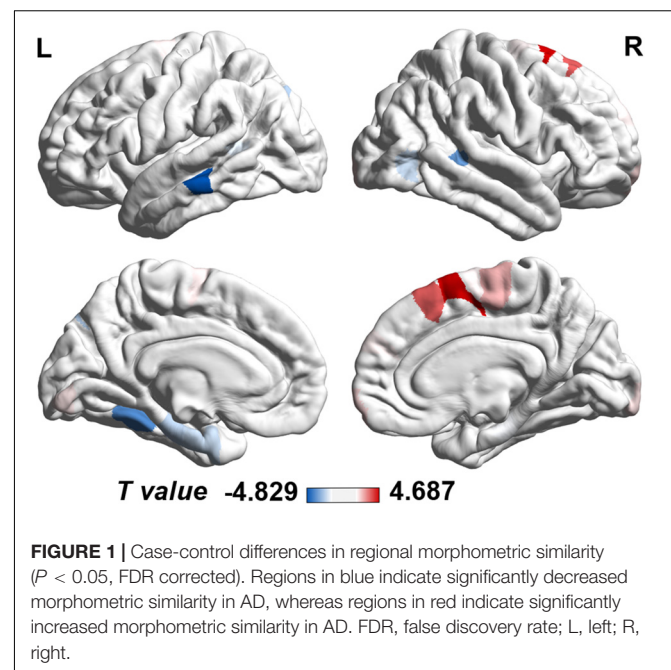 L
R
T value -4.829 4.687
FIGURE 1 | Case-control differences in regional morphometric similarity
(P < 0.05, FDR corrected). Regions in blue indicate significantly decreased
morphometric similarity in AD, whereas regions in red indicate significantly
increased morphometric similarity in AD. FDR, false discovery rate; L, left; R,
right.